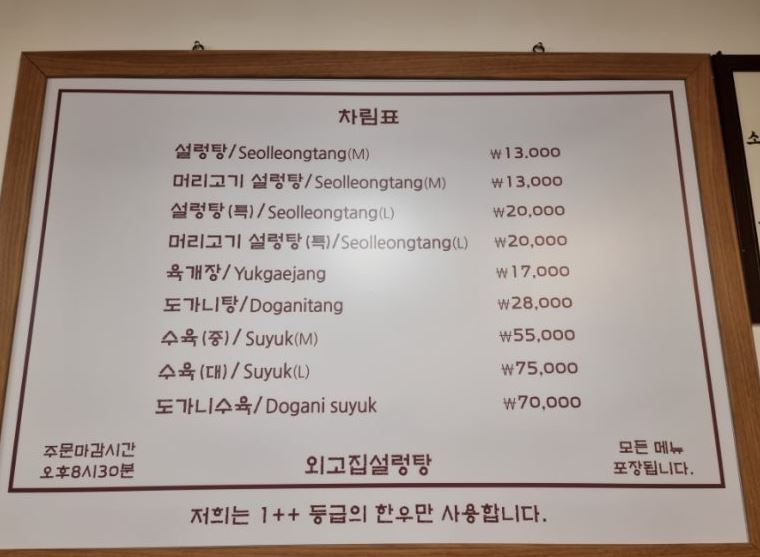 차림표
설렁탕/Seolleongtang(M) ₩13.000
머리고기 설렁탕/Seolleongtang(M) ₩13,000
설렁탕(특)/Seolleongtang(L) ₩20,000
머리고기 설렁탕(특)/Seolleongtang(L) ₩20,000
육개장/Yukgaejang ₩17,000
도가니탕/Doganitang ₩28,000
수육(중)/Suyuk(M) ₩55,000
수육(대)/Suyuk(L) ₩75,000
도가니수육/Dogani suyuk ₩70,000
주문마감시간
오후8시30분
외고집설렁탕
모든 메뉴
포장됩니다.
저희는 1++ 등급의 한우만 사용합니다.
소